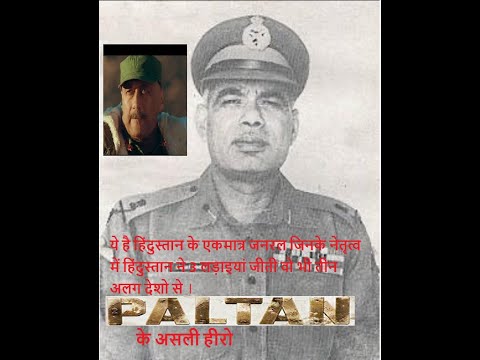 ये है हिंदुस्तान के एकमात्र जनरल जिनके नेतृत्व
में हिंदुस्तान ने 3 लड़ाइयां जीती वो भी तीन
अलग देशो से ।
PALTAN
के असली हीरो